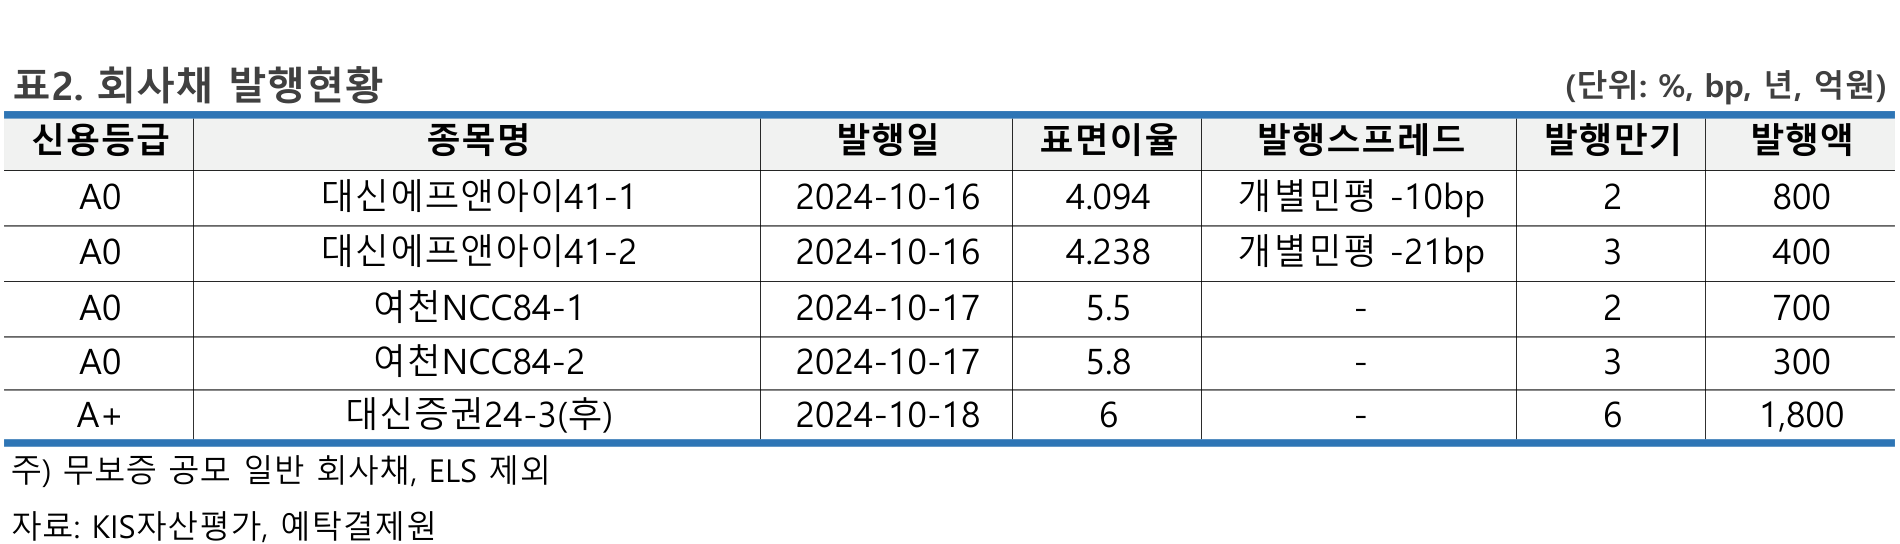 표2. 회사채 발행현황 (단위: %, bp, 년, 억원)
신용등급 종목명 발행일 표면이율 발행스프레드 발행만기 발행액
A0 대신에프앤아이41-1 2024-10-16 4.094 개별민평 -10bp 2 800
A0 대신에프앤아이41-2 2024-10-16 4.238 개별민평 -21bp 3 400
A0 여천NCC84-1 2024-10-17 5.5 - 2 700
A0 여천NCC84-2 2024-10-17 5.8 - 3 300
A+ 대신증권24-3(후) 2024-10-18 6 - 6 1,800
주) 무보증 공모 일반 회사채, ELS 제외
자료: KIS자산평가, 예탁결제원